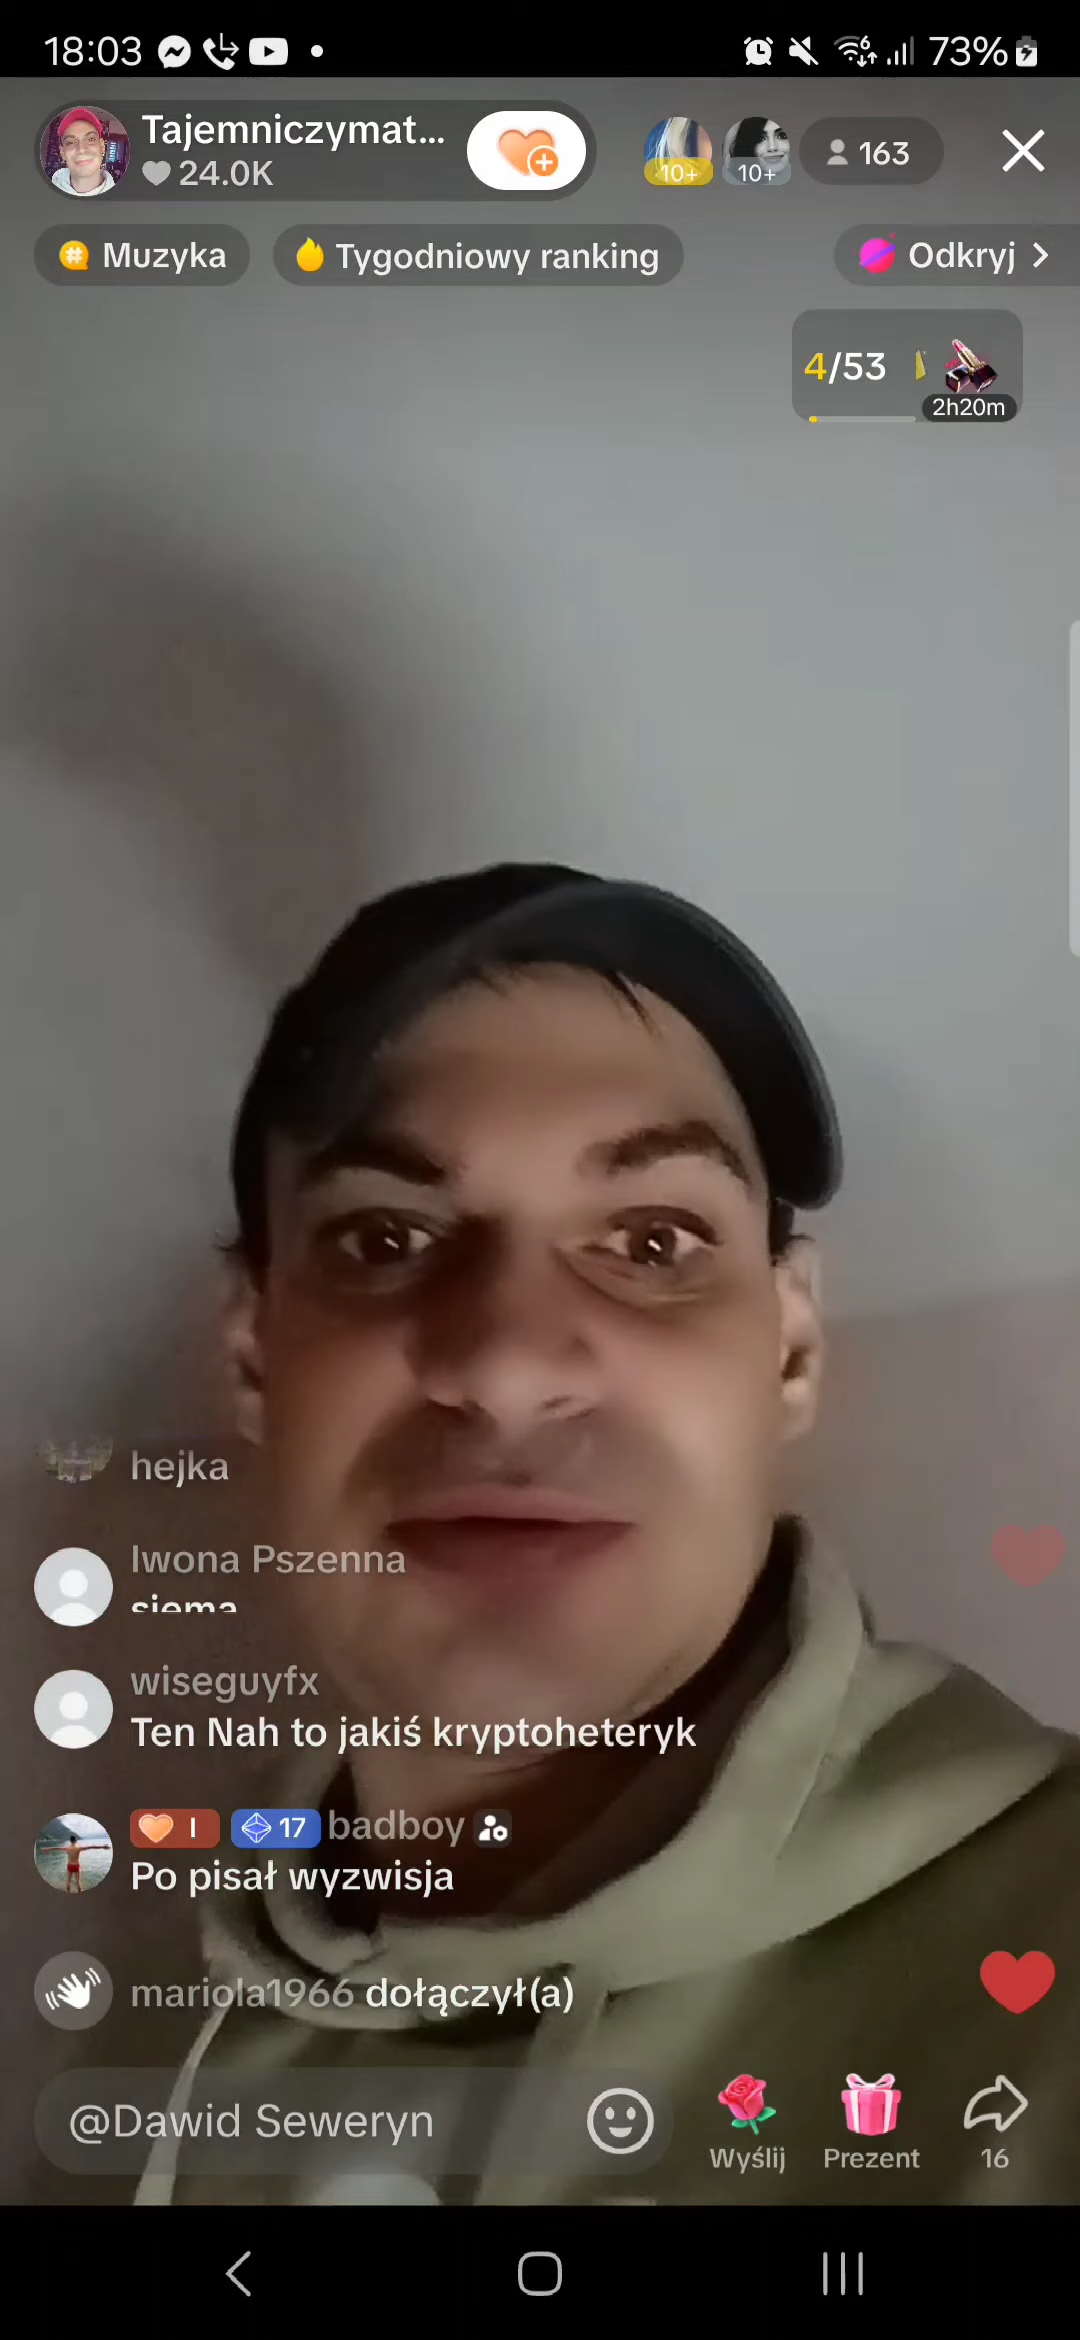 18:03
73%
Tajemniczymat...
24.0K
10+
10+
163
Muzyka
Tygodniowy ranking
Odkryj
4/53
2h20m
hejka
Iwona Pszenna
siema
wiseguyfx
Ten Nah to jakiś kryptoheteryk
I 17 badboy
Po pisał wyzwisja
mariola1966 dołączył(a)
@Dawid Seweryn
Wyślij
Prezent
16